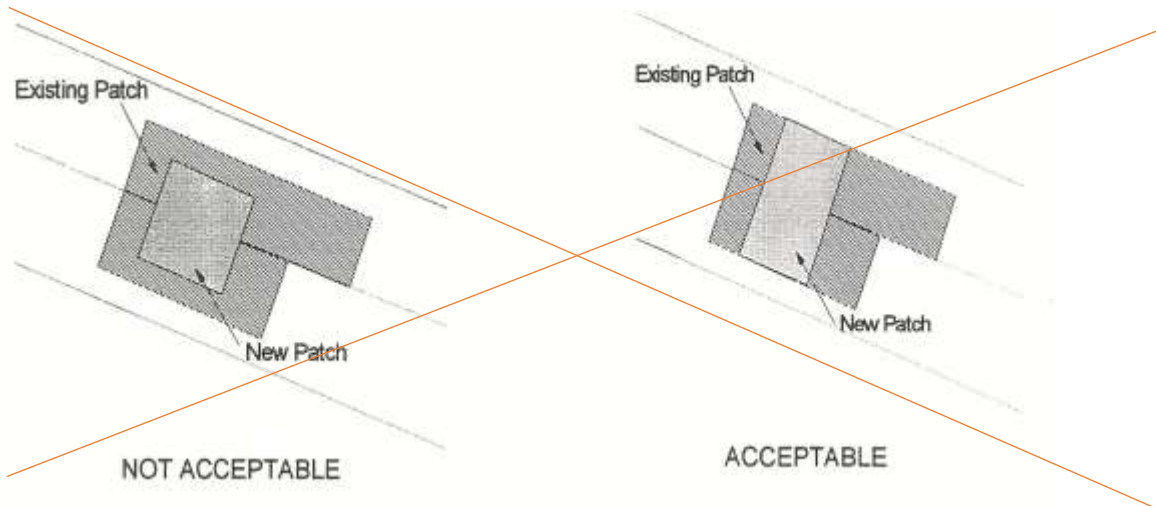 Existing Patch
New Patch
NOT ACCEPTABLE
Existing Patch
New Patch
ACCEPTABLE